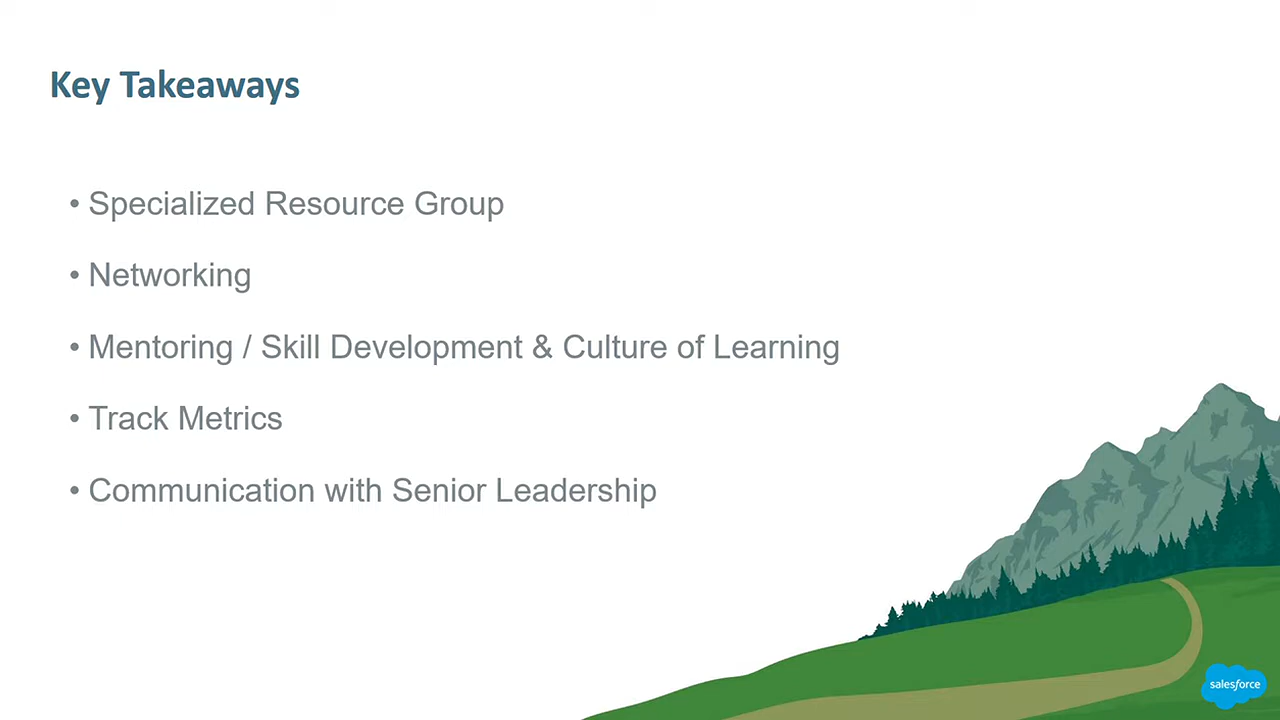 Key Takeaways
• Specialized Resource Group
• Networking
• Mentoring / Skill Development & Culture of Learning
• Track Metrics
• Communication with Senior Leadership
salesforce